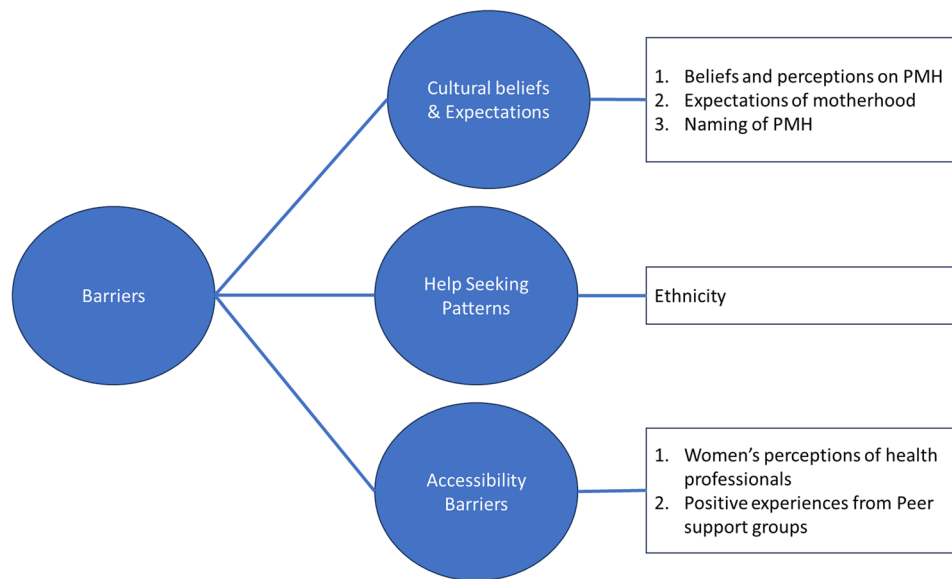 Barriers
Cultural beliefs
& Expectations
1. Beliefs and perceptions on PMH
2. Expectations of motherhood
3. Naming of PMH
Help Seeking
Patterns
Ethnicity
Accessibility
Barriers
1. Women’s perceptions of health
professionals
2. Positive experiences from Peer
support groups